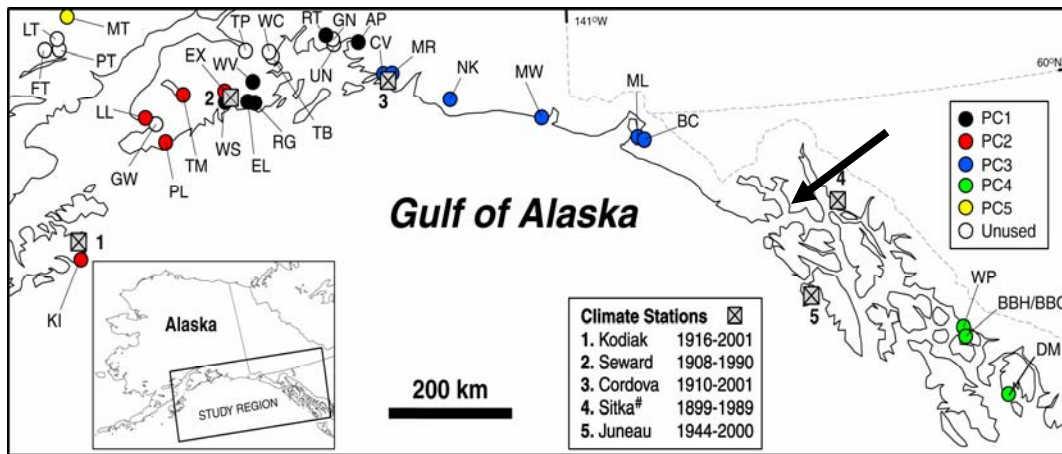 141°W
60°N
MT
LT
PT
FT
TP
WC
RT
GN
AP
CV
MR
NK
MW
ML
BC
UN
EX
WV
2
3
LL
TM
WS
EL
RG
TB
GW
PL
4
Gulf of Alaska
PC1
PC2
PC3
PC4
PC5
Unused
1
KI
5
WP
BBH/BBC
DM
Alaska
STUDY REGION
200 km
Climate Stations
1. Kodiak 1916-2001
2. Seward 1908-1990
3. Cordova 1910-2001
4. Sitka# 1899-1989
5. Juneau 1944-2000